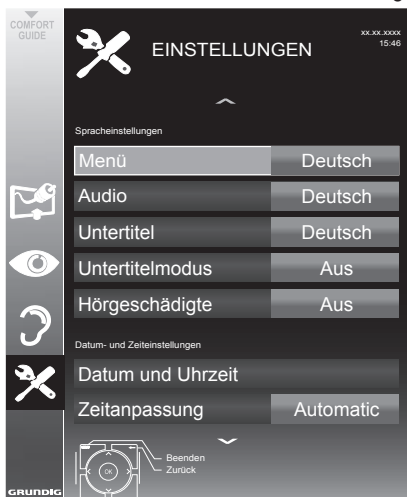 COMFORT
GUIDE
EINSTELLUNGEN
xx.xx.xxxx
15:46
Spracheinstellungen
Menü Deutsch
Audio Deutsch
Untertitel Deutsch
Untertitelmodus Aus
Hörgeschädigte Aus
Datum- und Zeiteinstellungen
Datum und Uhrzeit
Zeitanpassung Automatic
OK
Beenden
Zurück
GRUNDIG